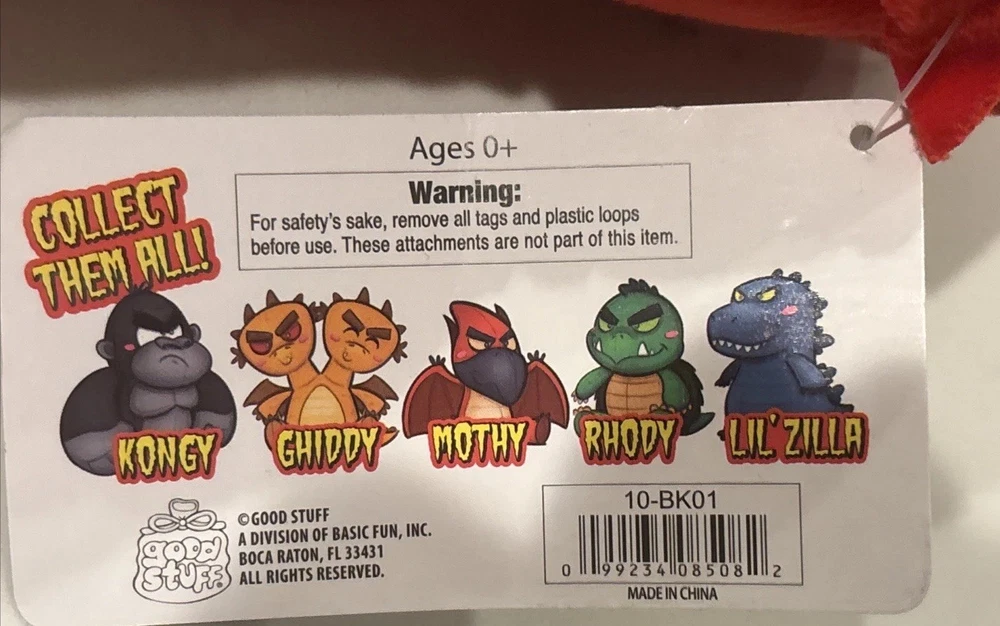 Ages 0+
Warning:
For safety's sake, remove all tags and plastic loops
before use. These attachments are not part of this item.
COLLECT
THEM ALL!
KONGY
GHIDDY
MOTHY
RHODY
LIL' ZILLA
good
STUFF
© GOOD STUFF
A DIVISION OF BASIC FUN, INC.
BOCA RATON, FL 33431
ALL RIGHTS RESERVED.
10-BK01
0 99234 08508 2
MADE IN CHINA